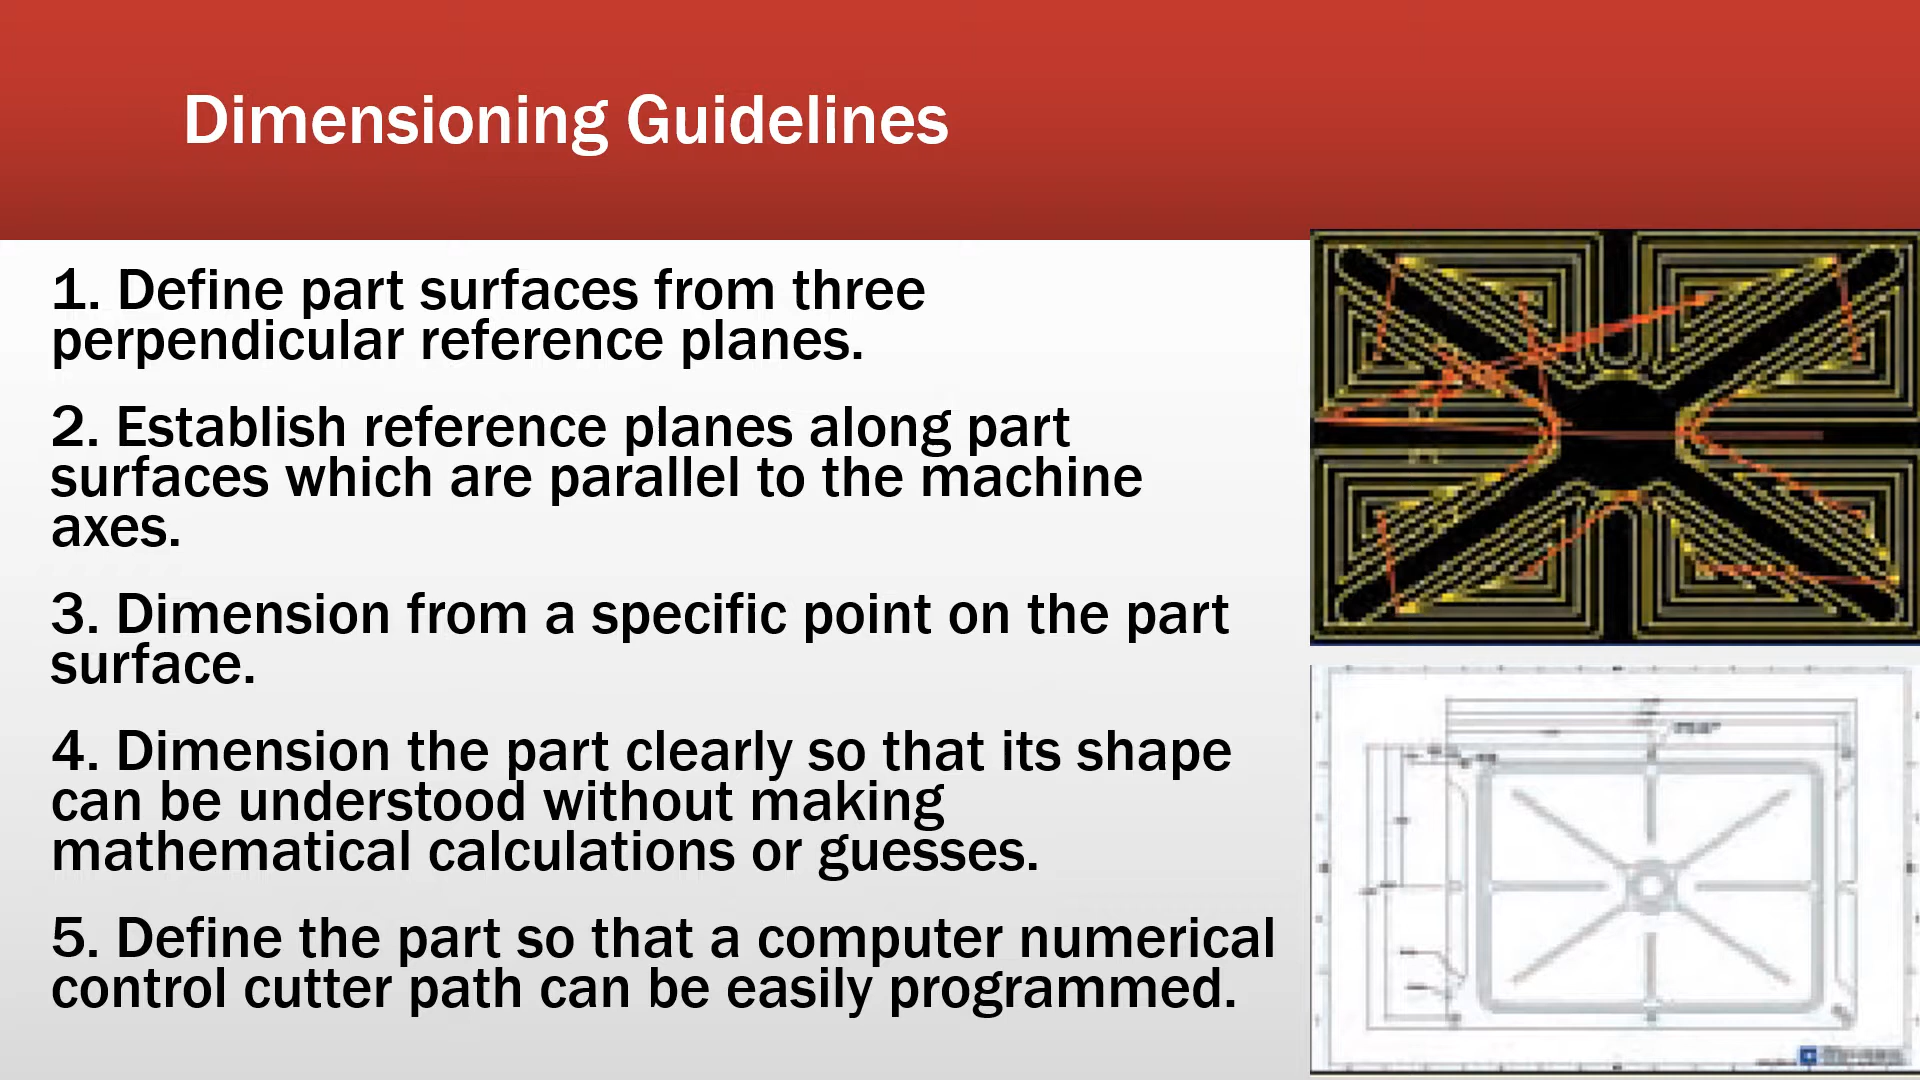 Dimensioning Guidelines
1. Define part surfaces from three
perpendicular reference planes.
2. Establish reference planes along part
surfaces which are parallel to the machine
axes.
3. Dimension from a specific point on the part
surface.
4. Dimension the part clearly so that its shape
can be understood without making
mathematical calculations or guesses.
5. Define the part so that a computer numerical
control cutter path can be easily programmed.